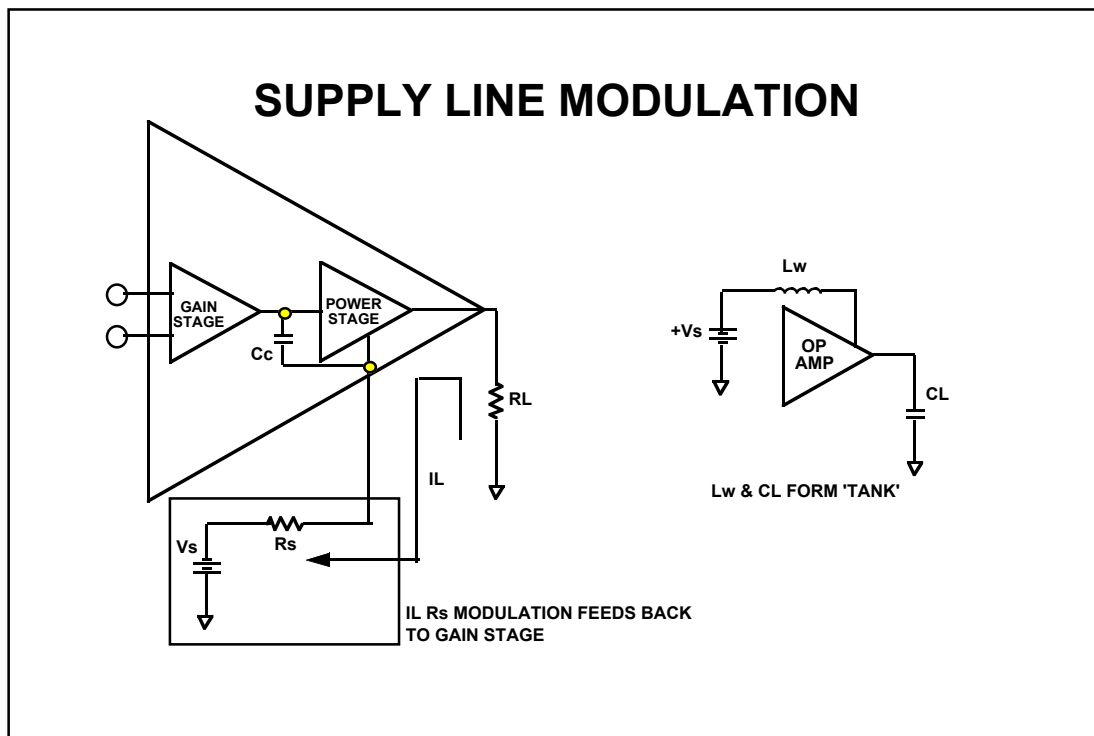 SUPPLY LINE MODULATION
GAIN
STAGE
POWER
STAGE
Cc
RL
IL
Vs
Rs
IL Rs MODULATION FEEDS BACK
TO GAIN STAGE
Lw
+Vs
OP
AMP
CL
Lw & CL FORM 'TANK'